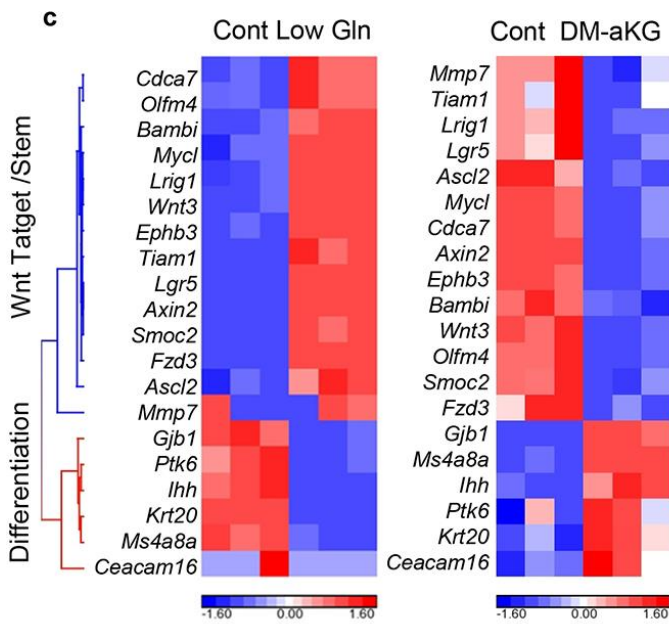 c
Cont Low Gln
Wnt Tatget /Stem
Differentiation
Cdca7
Olfm4
Bambi
Mycl
Lrig1
Wnt3
Ephb3
Tiam1
Lgr5
Axin2
Smoc2
Fzd3
Ascl2
Mmp7
Gjb1
Ptk6
Ihh
Krt20
Ms4a8a
Ceacam16
-1.60 0.00 1.60
Cont DM-aKG
Mmp7
Tiam1
Lrig1
Lgr5
Ascl2
Mycl
Cdca7
Axin2
Ephb3
Bambi
Wnt3
Olfm4
Smoc2
Fzd3
Gjb1
Ms4a8a
Ihh
Ptk6
Krt20
Ceacam16
-1.60 0.00 1.60